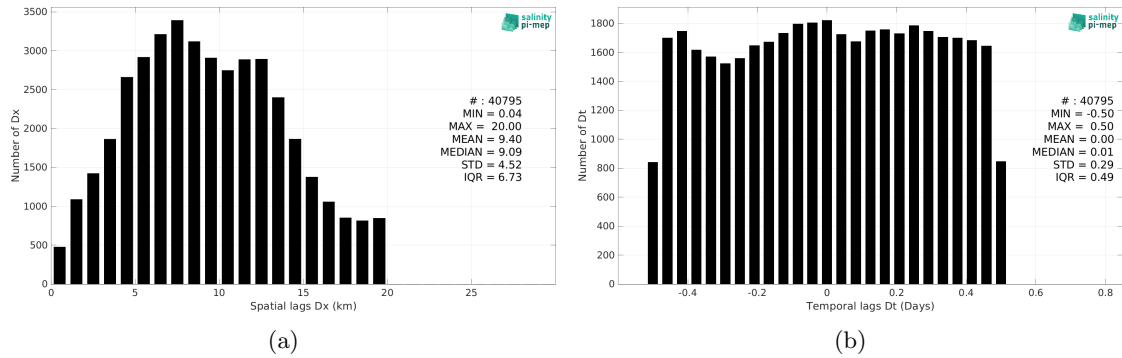 salinity
pi-mep
3500
3000
2500
2000
1500
1000
500
0
Number of Dx
# : 40795
MIN = 0.04
MAX = 20.00
MEAN = 9.40
MEDIAN = 9.09
STD = 4.52
IQR = 6.73
0 5 10 15 20 25
Spatial lags Dx (km)
(a)
salinity
pi-mep
1800
1600
1400
1200
1000
800
600
400
200
0
Number of Dt
# : 40795
MIN = -0.50
MAX = 0.50
MEAN = 0.00
MEDIAN = 0.01
STD = 0.29
IQR = 0.49
-0.4 -0.2 0 0.2 0.4 0.6 0.8
Temporal lags Dt (Days)
(b)